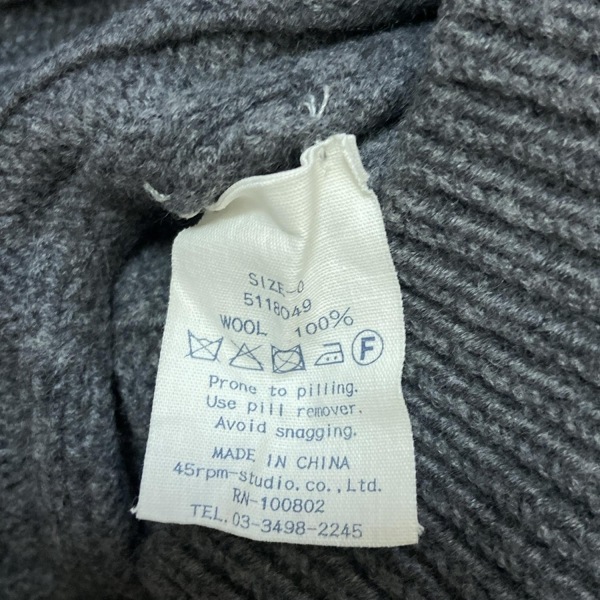 SIZE-0
5118049
WOOL 100%
F
Prone to pilling.
Use pill remover.
Avoid snagging.
MADE IN CHINA
45rpm-studio.co.,Ltd.
RN-100802
TEL.03-3498-2245